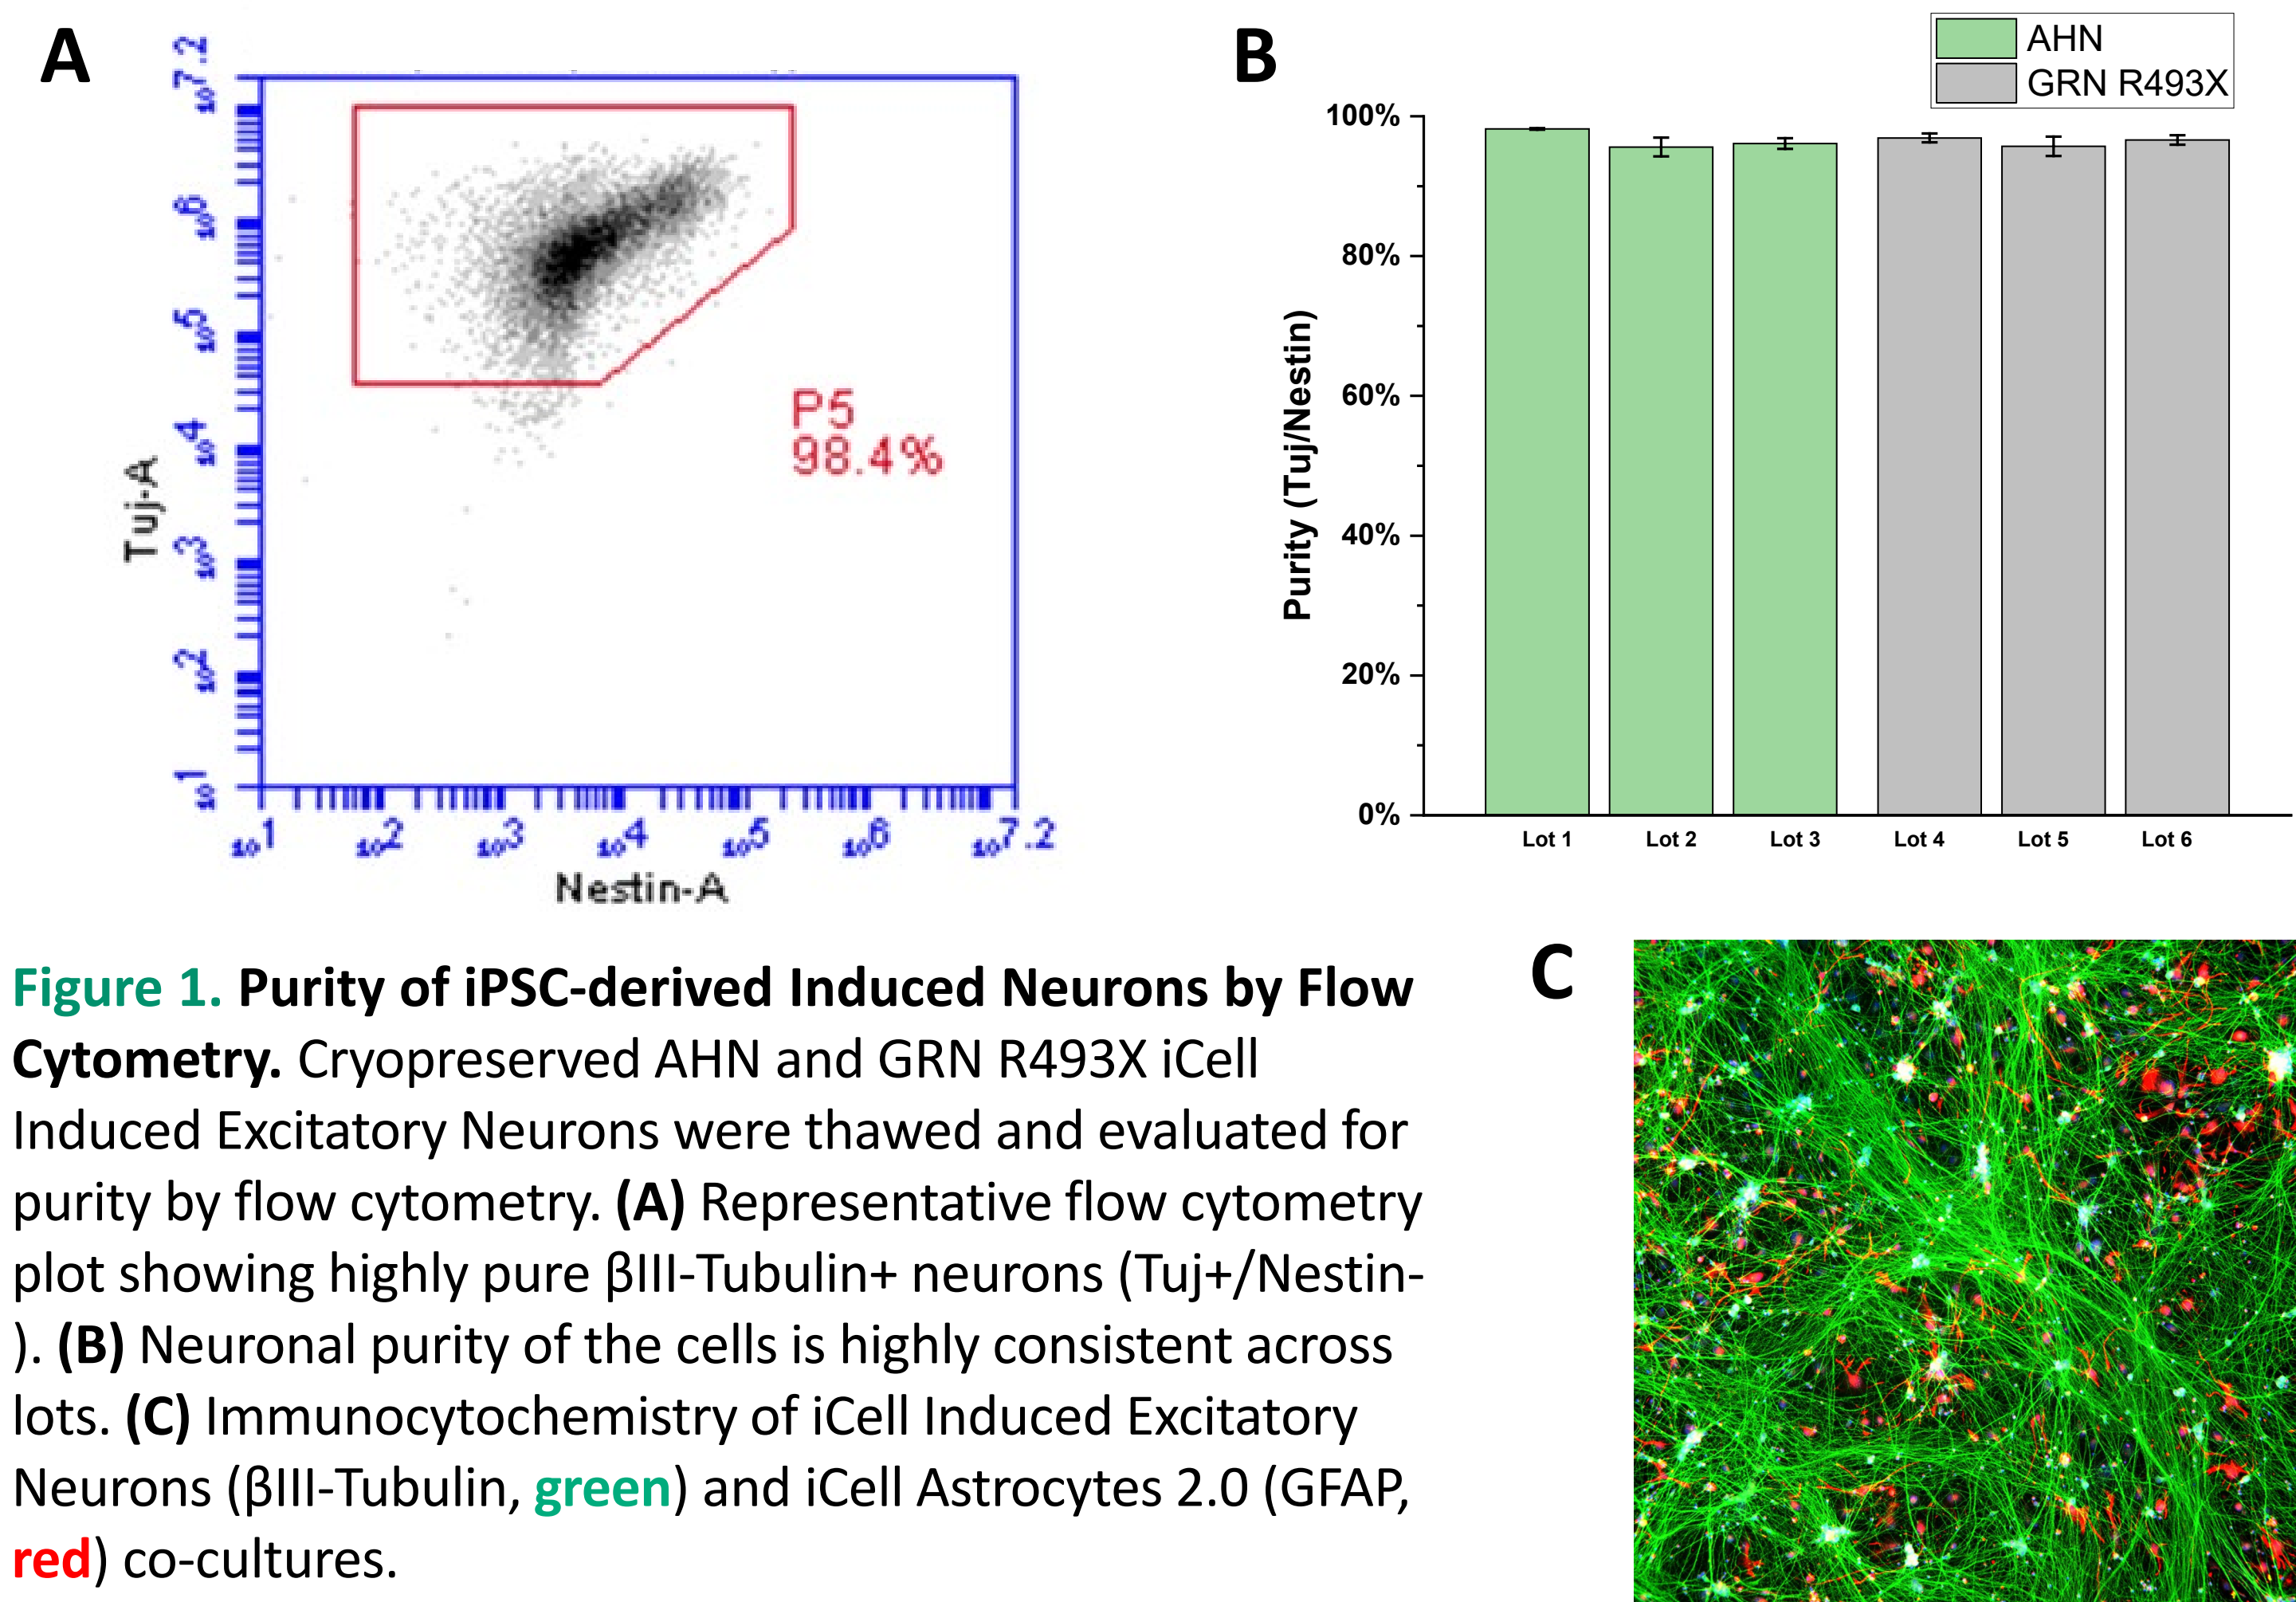 A
10^7.2
10^6
10^5
10^4
10^3
10^2
10^1
Tuj-A
P5
98.4%
10^1 10^2 10^3 10^4 10^5 10^6 10^7.2
Nestin-A
B
AHN
GRN R493X
100%
80%
60%
40%
20%
0%
Purity (Tuj/Nestin)
Lot 1 Lot 2 Lot 3 Lot 4 Lot 5 Lot 6
Figure 1. Purity of iPSC-derived Induced Neurons by Flow
Cytometry. Cryopreserved AHN and GRN R493X iCell
Induced Excitatory Neurons were thawed and evaluated for
purity by flow cytometry. (A) Representative flow cytometry
plot showing highly pure βIII-Tubulin+ neurons (Tuj+/Nestin-
). (B) Neuronal purity of the cells is highly consistent across
lots. (C) Immunocytochemistry of iCell Induced Excitatory
Neurons (βIII-Tubulin, green) and iCell Astrocytes 2.0 (GFAP,
red) co-cultures.
C